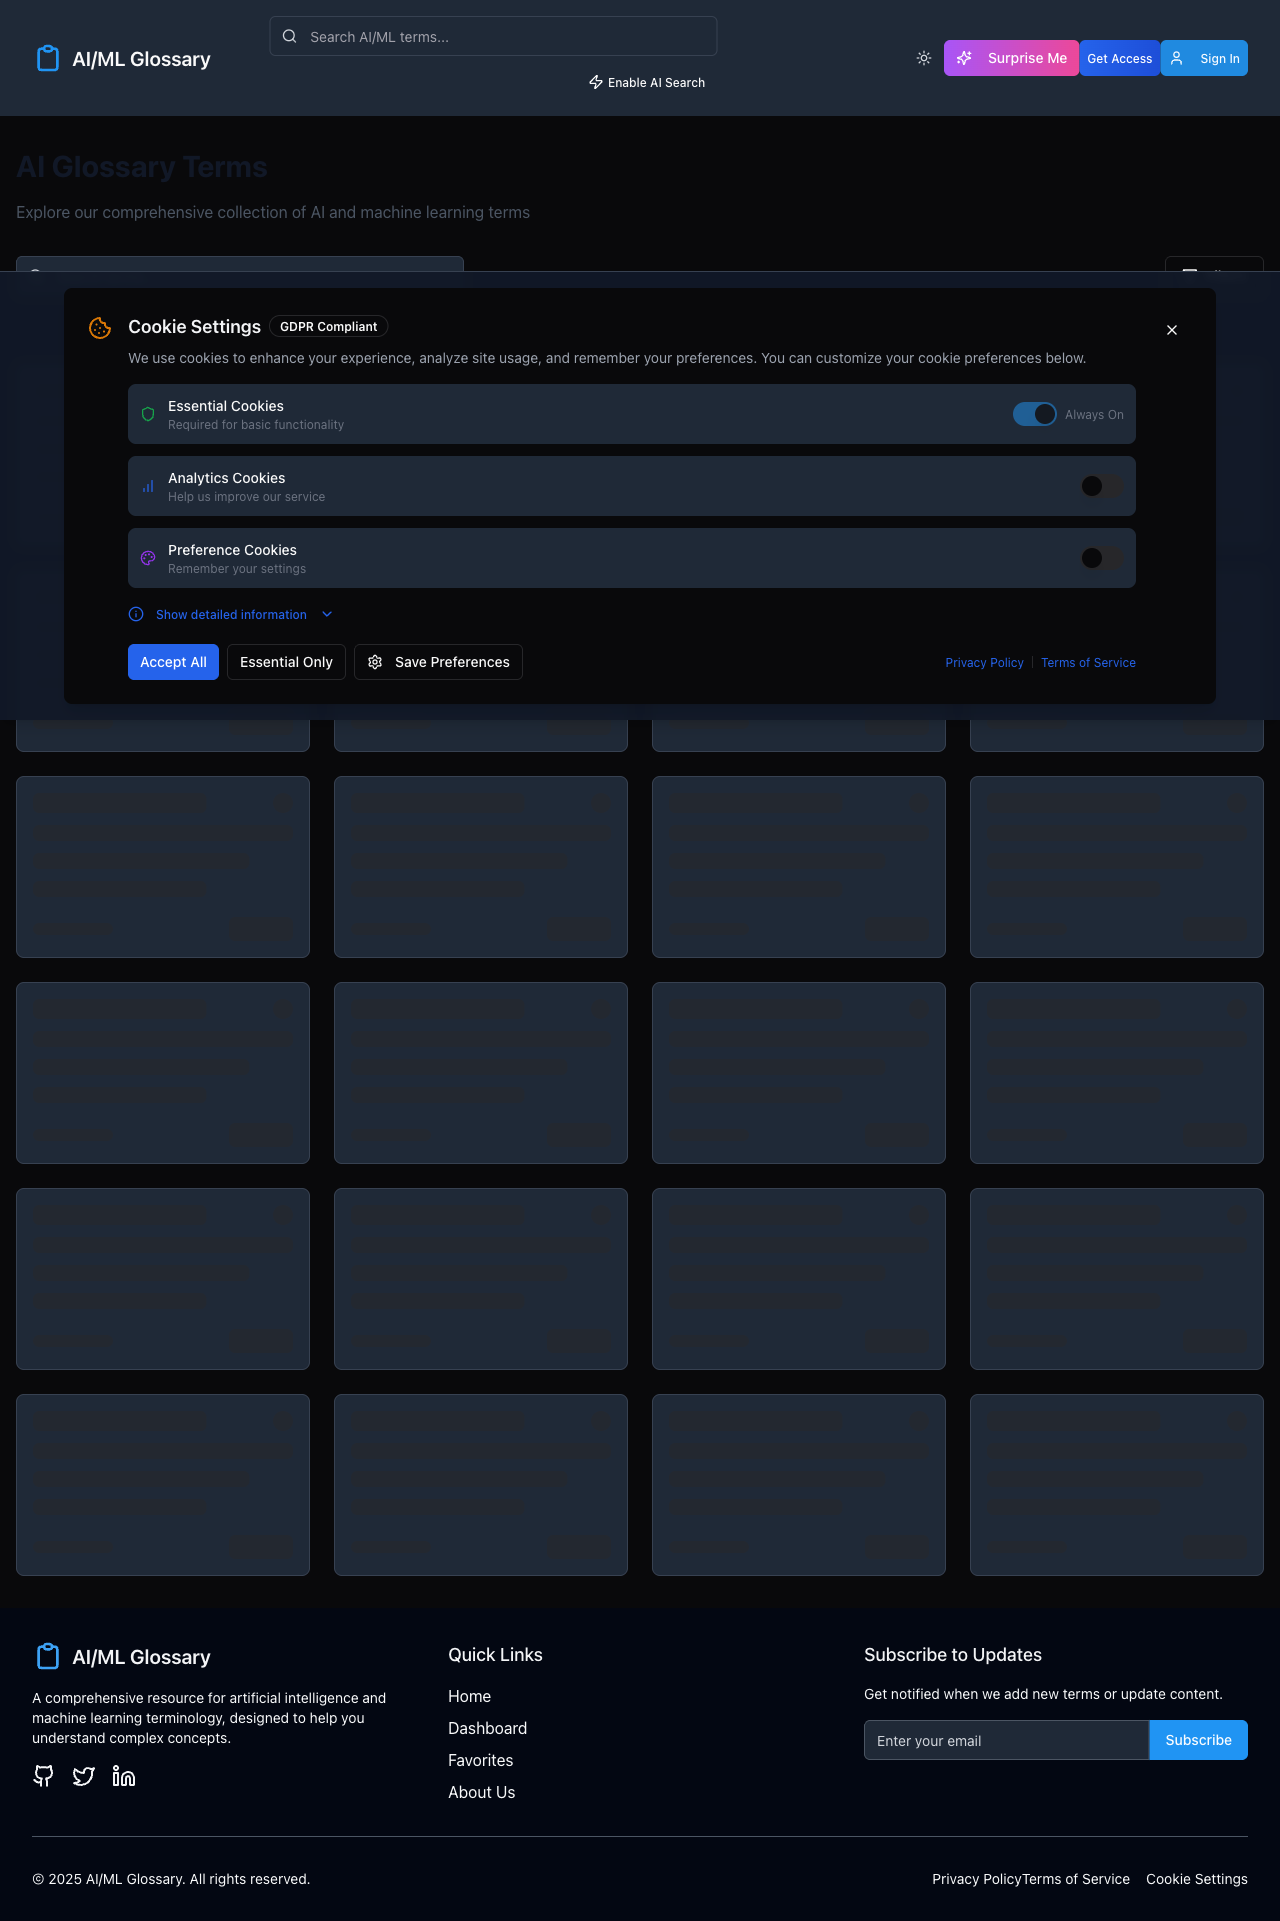 AI/ML Glossary
Search AI/ML terms...
Enable AI Search
Surprise Me
Get Access
Sign In
AI Glossary Terms
Explore our comprehensive collection of AI and machine learning terms
Cookie Settings
GDPR Compliant
We use cookies to enhance your experience, analyze site usage, and remember your preferences. You can customize your cookie preferences below.
Essential Cookies
Required for basic functionality
Always On
Analytics Cookies
Help us improve our service
Preference Cookies
Remember your settings
Show detailed information
Accept All
Essential Only
Save Preferences
Privacy Policy
Terms of Service
AI/ML Glossary
A comprehensive resource for artificial intelligence and
machine learning terminology, designed to help you
understand complex concepts.
Quick Links
Home
Dashboard
Favorites
About Us
Subscribe to Updates
Get notified when we add new terms or update content.
Enter your email
Subscribe
© 2025 AI/ML Glossary. All rights reserved.
Privacy Policy
Terms of Service
Cookie Settings